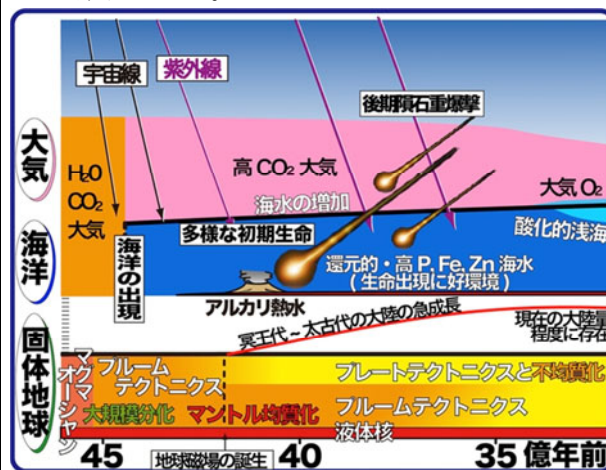 宇宙線
紫外線
後期隕石重爆撃
大気
H₂O
CO₂
大気
高 CO₂ 大気
大気 O₂
海水の増加
酸化的浅海
海洋
海洋の出現
多様な初期生命
還元的・高 P, Fe, Zn 海水
(生命出現に好環境)
アルカリ熱水
冥王代～太古代の大陸の急成長
現在の大陸量
程度に存在
固体地球
マグマ
オーシャン
プルーム
テクトニクス
プレートテクトニクスと不均質化
大規模分化
マントル均質化
プルームテクトニクス
液体核
45
地球磁場の誕生
40
35 億年前